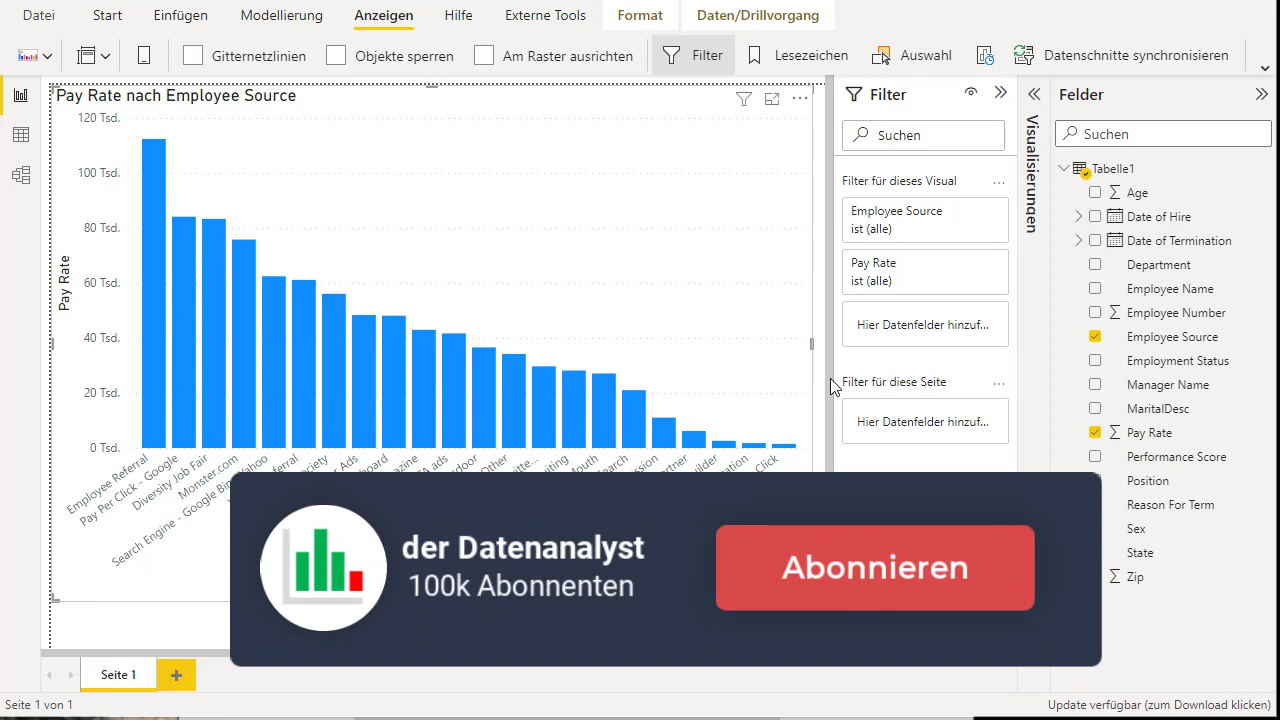 Datei Start Einfügen Modellierung Anzeigen Hilfe Externe Tools Format Daten/Drillvorgang
Gitternetzlinien Objekte sperren Am Raster ausrichten Filter Lesezeichen Auswahl Datenschnitte synchronisieren
Pay Rate nach Employee Source
120 Tsd.
100 Tsd.
80 Tsd.
60 Tsd.
40 Tsd.
20 Tsd.
0 Tsd.
Pay Rate
Employee Referral
Pay Per Click - Google
Diversity Job Fair
Monster.com
Search Engine - Google Bin
Yahoo
Other
Search
Click
Filter
Suchen
Filter für dieses Visual ...
Employee Source
ist (alle)
Pay Rate
ist (alle)
Hier Datenfelder hinzuf...
Filter für diese Seite ...
Hier Datenfelder hinzuf...
Visualisierungen
Felder
Suchen
Tabelle1
Age
Date of Hire
Date of Termination
Department
Employee Name
Employee Number
Employee Source
Employment Status
Manager Name
MaritalDesc
Pay Rate
Performance Score
Position
Reason For Term
Sex
State
Zip
der Datenanalyst
100k Abonnenten
Abonnieren
Seite 1
Seite 1 von 1
Update verfügbar (zum Download klicken)